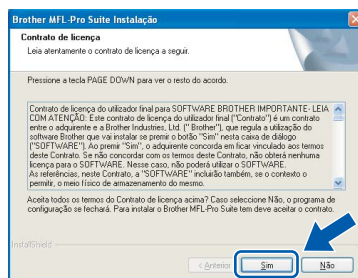 Brother MFL-Pro Suite Instalação
Contrato de licença
Leia atentamente o contrato de licença a seguir.
Pressione a tecla PAGE DOWN para ver o resto do acordo.
Contrato de licença do utilizador final para SOFTWARE BROTHER IMPORTANTE- LEIA
COM ATENÇÃO: Este contrato de licença do utilizador final ("Contrato") é um contrato
entre o adquirente e a Brother Industries, Ltd. ("Brother"), que regula a utilização do
software Brother que vai instalar se premir o botão "Sim" nesta caixa de diálogo
("SOFTWARE"). Ao premir "Sim", o adquirente concorda em ficar vinculado aos termos
deste Contrato. Se não concordar com os termos deste Contrato, não obterá nenhuma
licença para o SOFTWARE. Nesse caso, não poderá utilizar o SOFTWARE.
As referências, neste Contrato, a "SOFTWARE" incluirão também, se o contexto o
permitir, o meio físico de armazenamento do mesmo.
Aceita todos os termos do Contrato de licença acima? Caso seleccione Não, o programa de
configuração se fechará. Para instalar o Brother MFL-Pro Suite tem deve aceitar o contrato.
InstallShield
< Anterior
Sim
Não